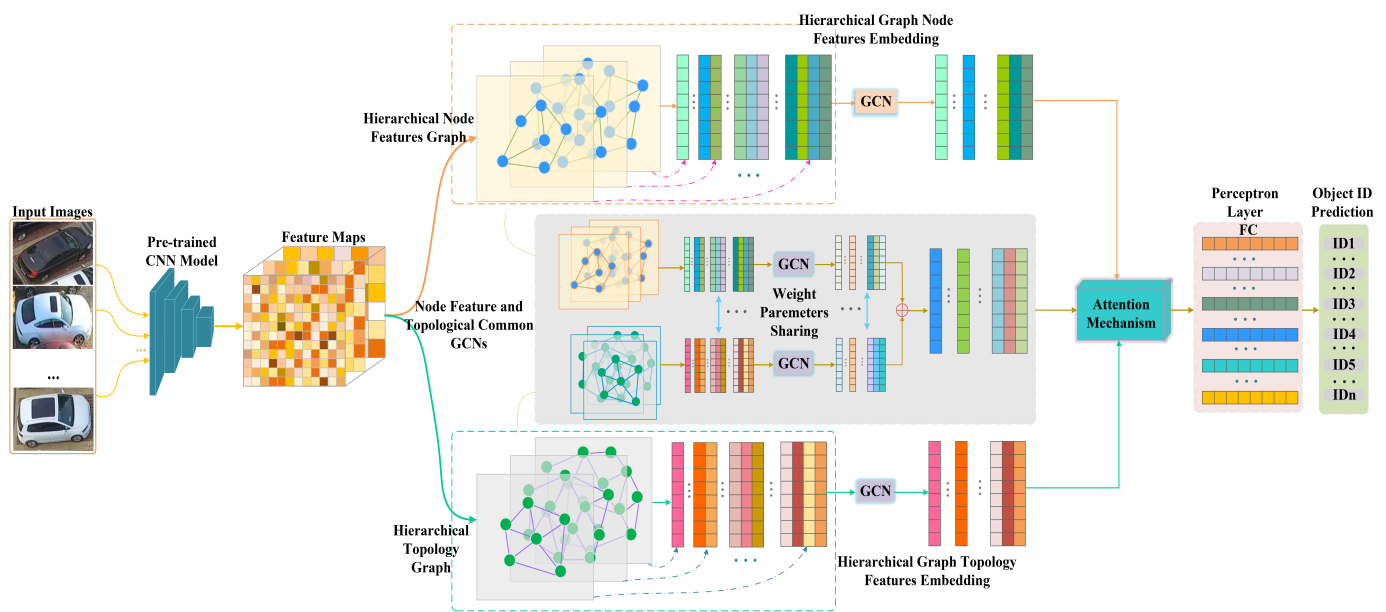 Input Images
...
...
Pre-trained
CNN Model
Feature Maps
Hierarchical Node
Features Graph
Hierarchical Graph Node
Features Embedding
GCN
Node Feature and
Topological Common
GCNs
GCN
Weight
Paremeters
Sharing
GCN
Hierarchical
Topology
Graph
GCN
Hierarchical Graph Topology
Features Embedding
Attention
Mechanism
Perceptron
Layer
FC
Object ID
Prediction
ID1
ID2
ID3
ID4
ID5
IDn